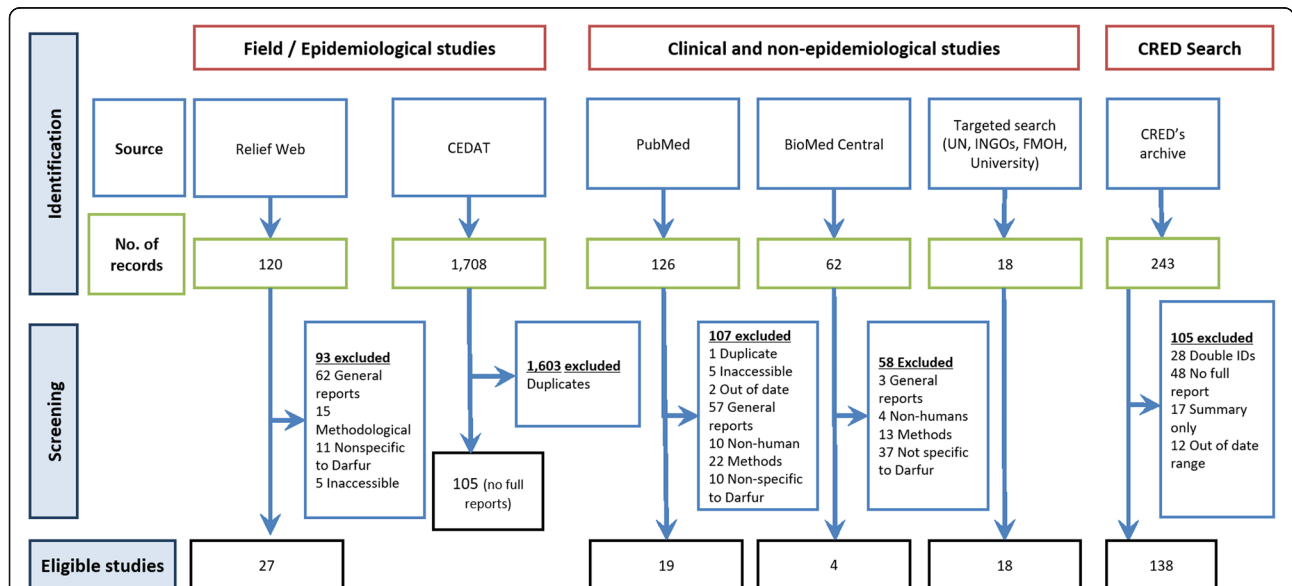 Field / Epidemiological studies
Clinical and non-epidemiological studies
CRED Search
Identification
Source
Relief Web
CEDAT
PubMed
BioMed Central
Targeted search
(UN, INGOs, FMOH,
University)
CRED's
archive
No. of
records
120
1,708
126
62
18
243
Screening
93 excluded
62 General
reports
15
Methodological
11 Nonspecific
to Darfur
5 Inaccessible
1,603 excluded
Duplicates
105 (no full
reports)
107 excluded
1 Duplicate
5 Inaccessible
2 Out of date
57 General
reports
10 Non-human
22 Methods
10 Non-specific
to Darfur
58 Excluded
3 General
reports
4 Non-humans
13 Methods
37 Not specific
to Darfur
105 excluded
28 Double IDs
48 No full
report
17 Summary
only
12 Out of date
range
Eligible studies
27
19
4
18
138